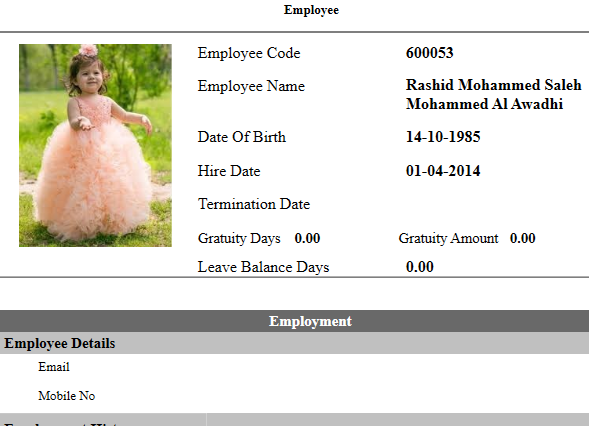 Employee
Employee Code 600053
Employee Name Rashid Mohammed Saleh
Mohammed Al Awadhi
Date Of Birth 14-10-1985
Hire Date 01-04-2014
Termination Date
Gratuity Days 0.00 Gratuity Amount 0.00
Leave Balance Days 0.00
Employment
Employee Details
Email
Mobile No